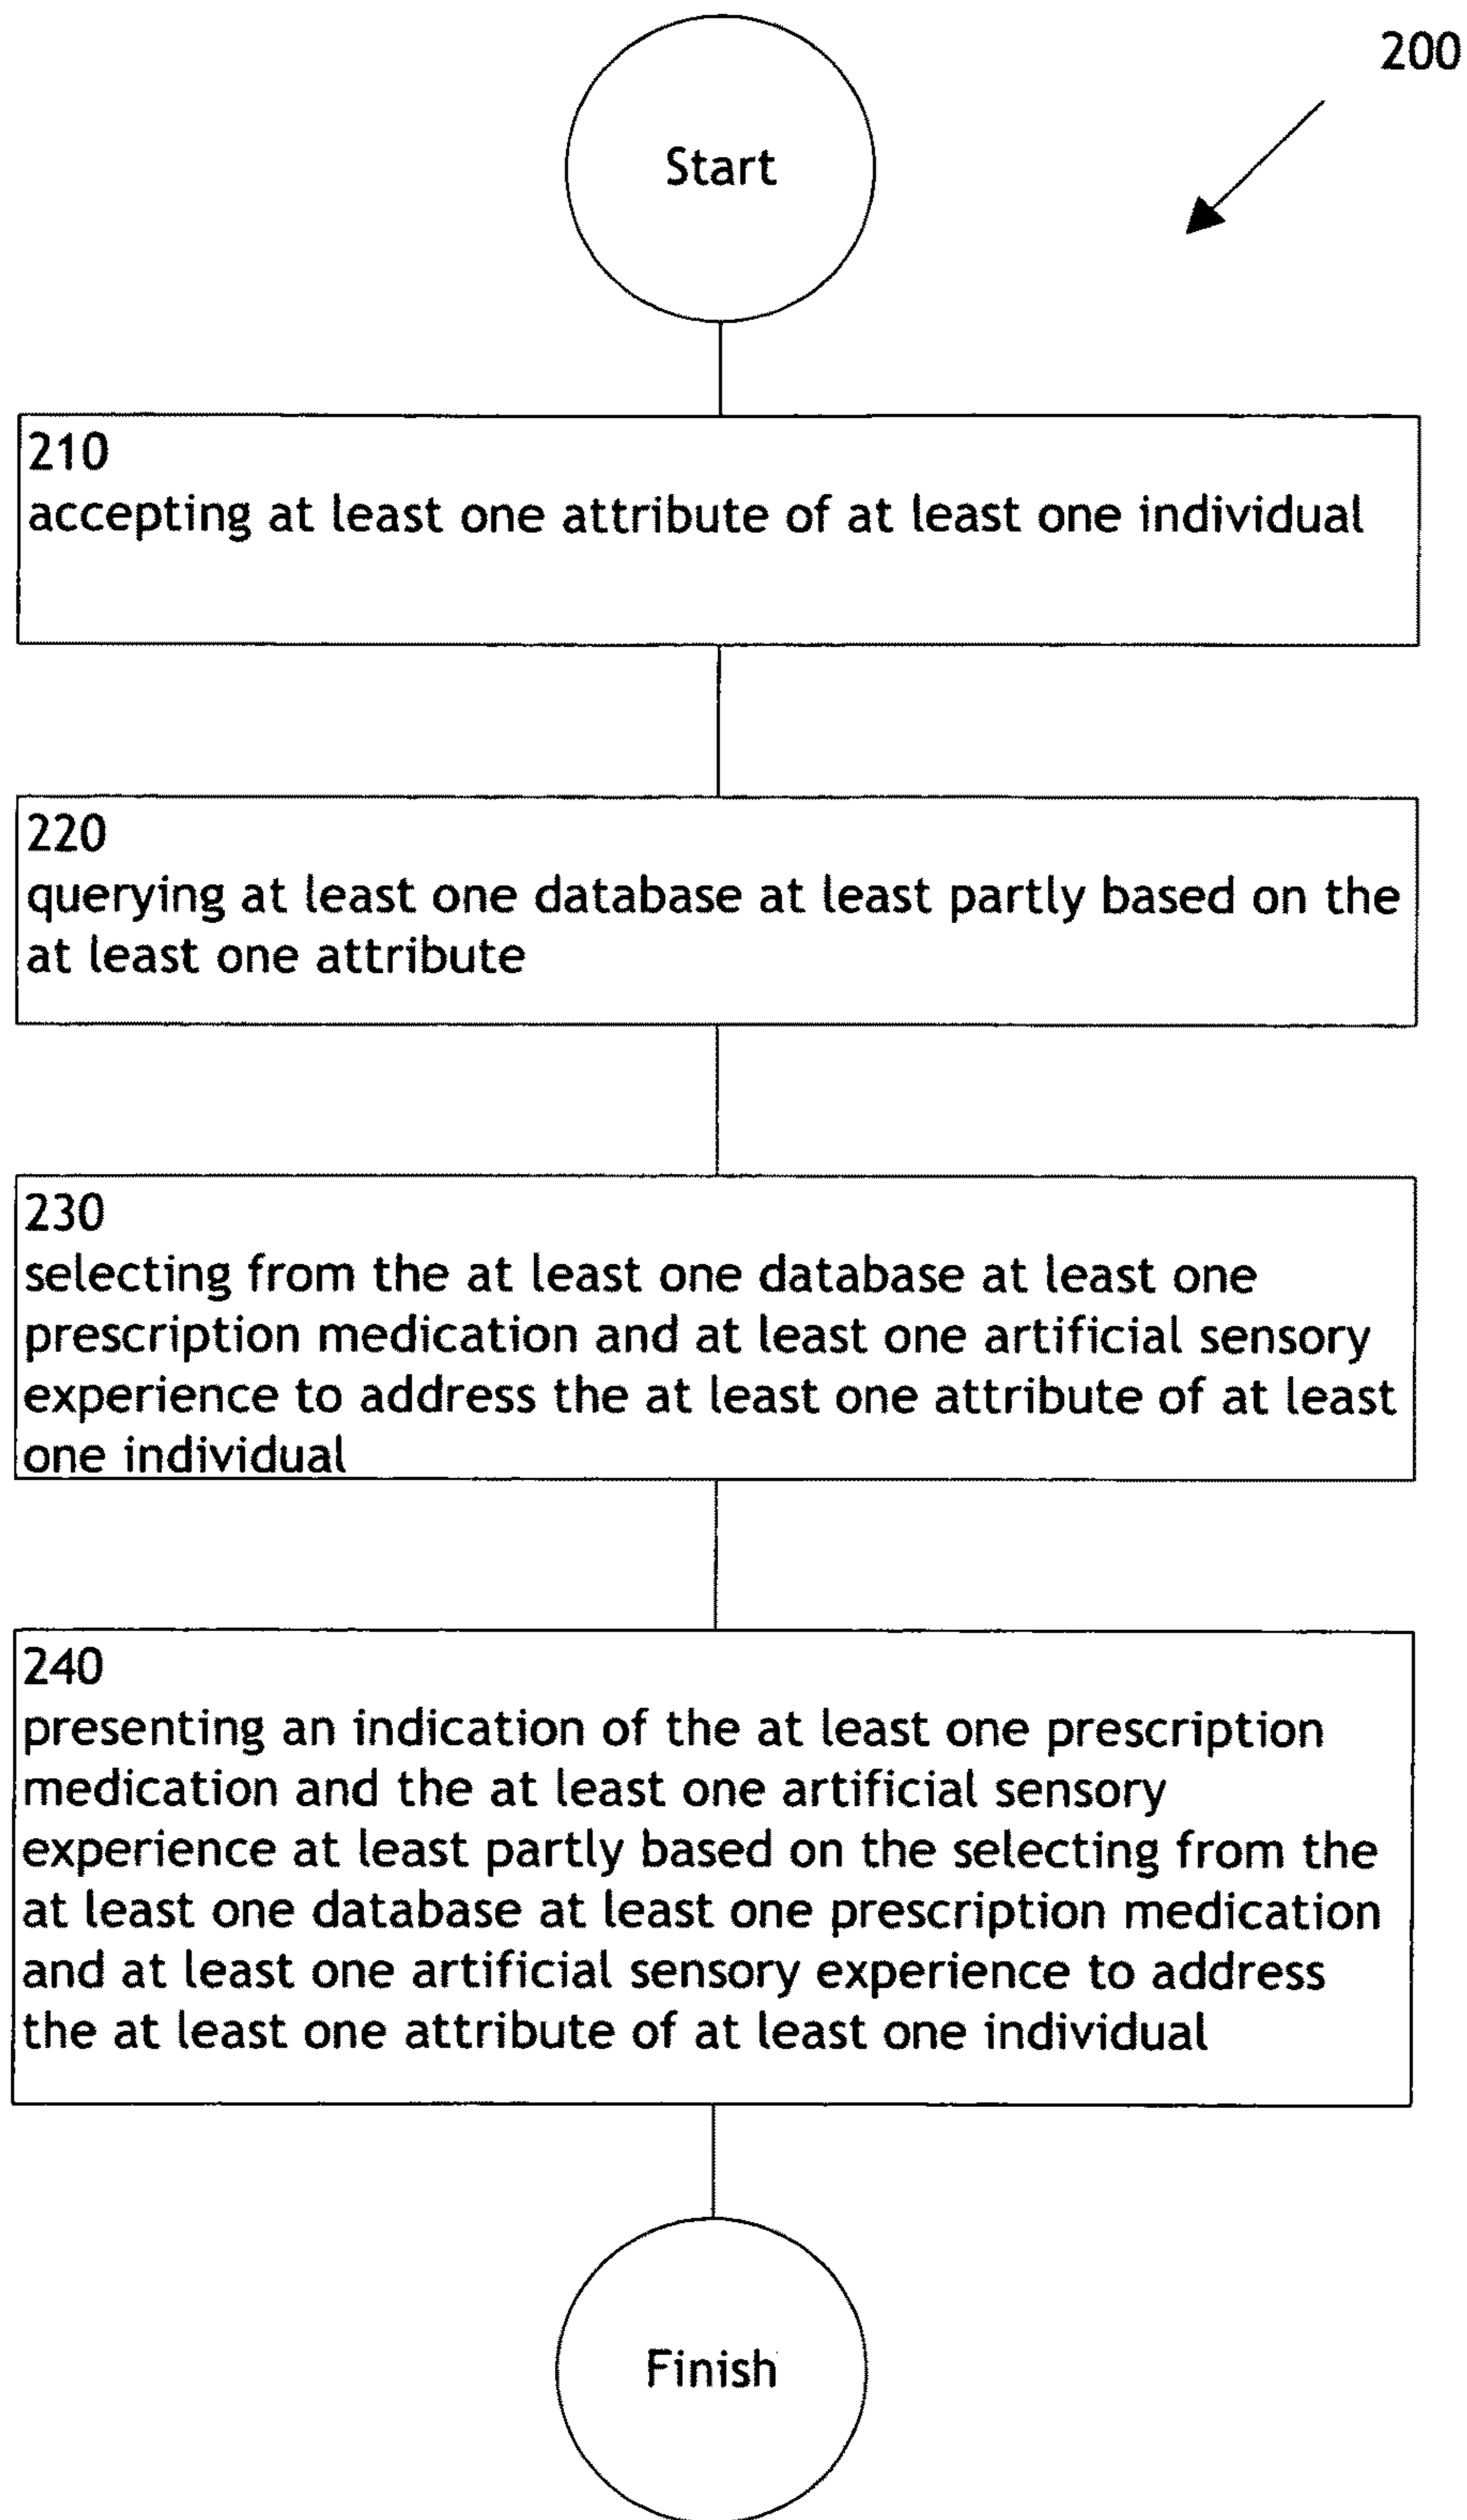 200
Start
210
accepting at least one attribute of at least one individual
220
querying at least one database at least partly based on the
at least one attribute
230
selecting from the at least one database at least one
prescription medication and at least one artificial sensory
experience to address the at least one attribute of at least
one individual
240
presenting an indication of the at least one prescription
medication and the at least one artificial sensory
experience at least partly based on the selecting from the
at least one database at least one prescription medication
and at least one artificial sensory experience to address
the at least one attribute of at least one individual
Finish